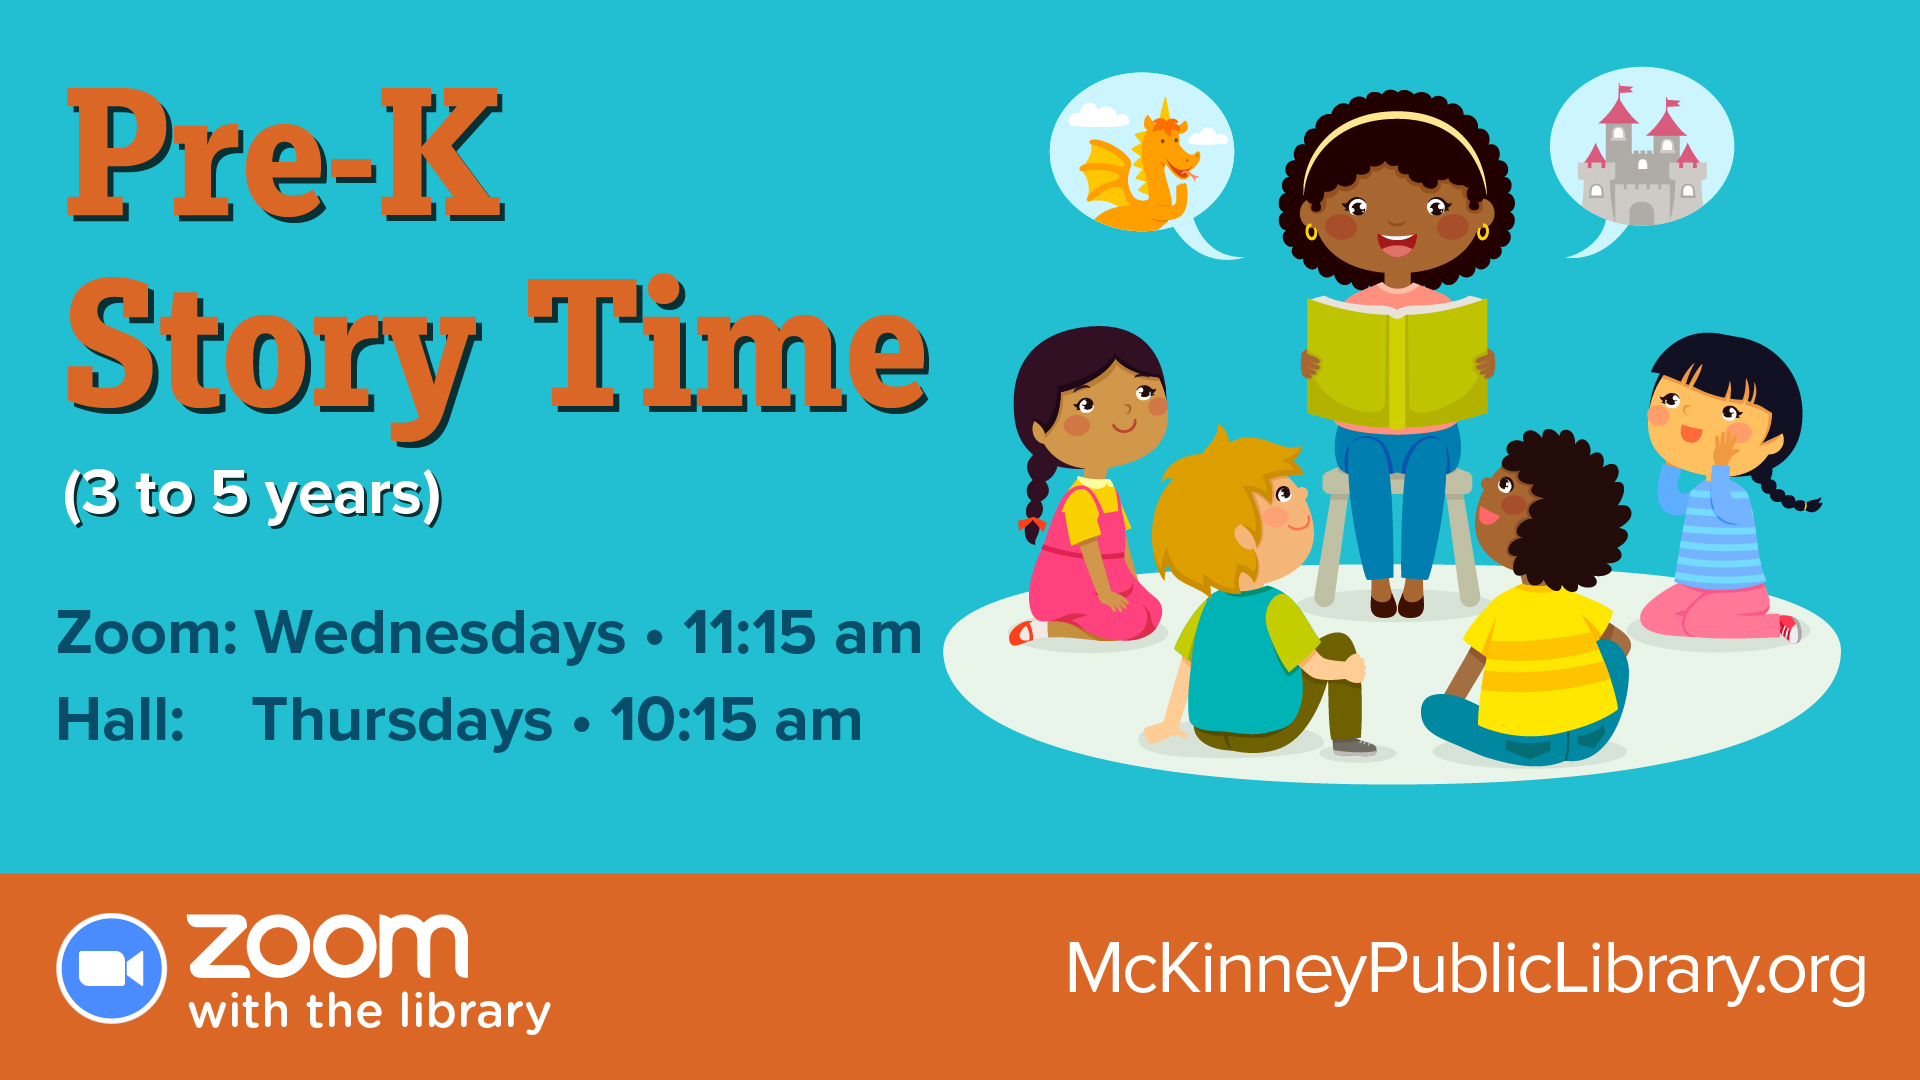 Pre-K
Story Time
(3 to 5 years)
Zoom: Wednesdays • 11:15 am
Hall: Thursdays • 10:15 am
zoom
with the library
McKinneyPublicLibrary.org